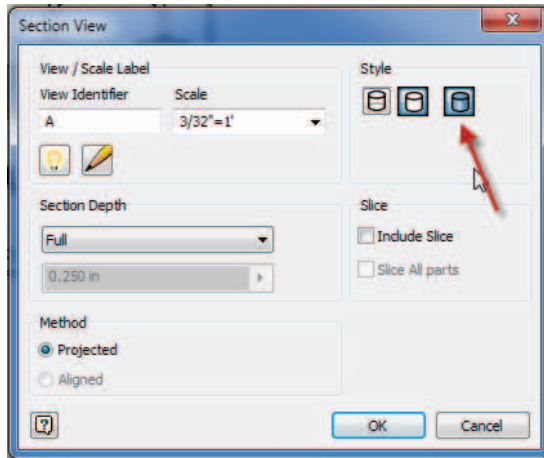 Section View
View / Scale Label
View Identifier
Scale
A
3/32"=1'
Style
Section Depth
Full
0.250 in
Slice
Include Slice
Slice All parts
Method
Projected
Aligned
?
OK
Cancel